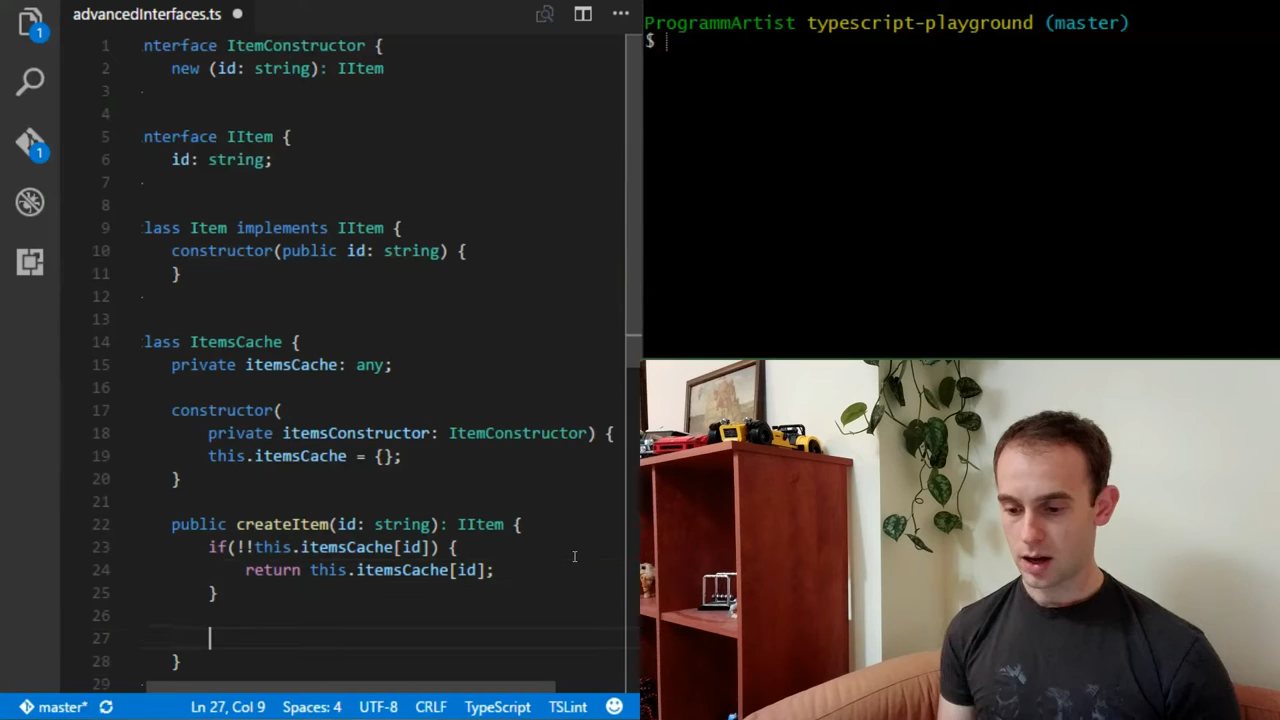 advancedInterfaces.ts
1 nterface ItemConstructor {
2 new (id: string): IItem
3
4
5 nterface IItem {
6 id: string;
7
8
9 lass Item implements IItem {
10 constructor(public id: string) {
11 }
12
13
14 lass ItemsCache {
15 private itemsCache: any;
16
17 constructor(
18 private itemsConstructor: ItemConstructor) {
19 this.itemsCache = {};
20 }
21
22 public createItem(id: string): IItem {
23 if(!!this.itemsCache[id]) {
24 return this.itemsCache[id];
25 }
26
27
28 }
29
1
1
master* Ln 27, Col 9 Spaces: 4 UTF-8 CRLF TypeScript TSLint
ProgrammArtist typescript-playground (master)
$